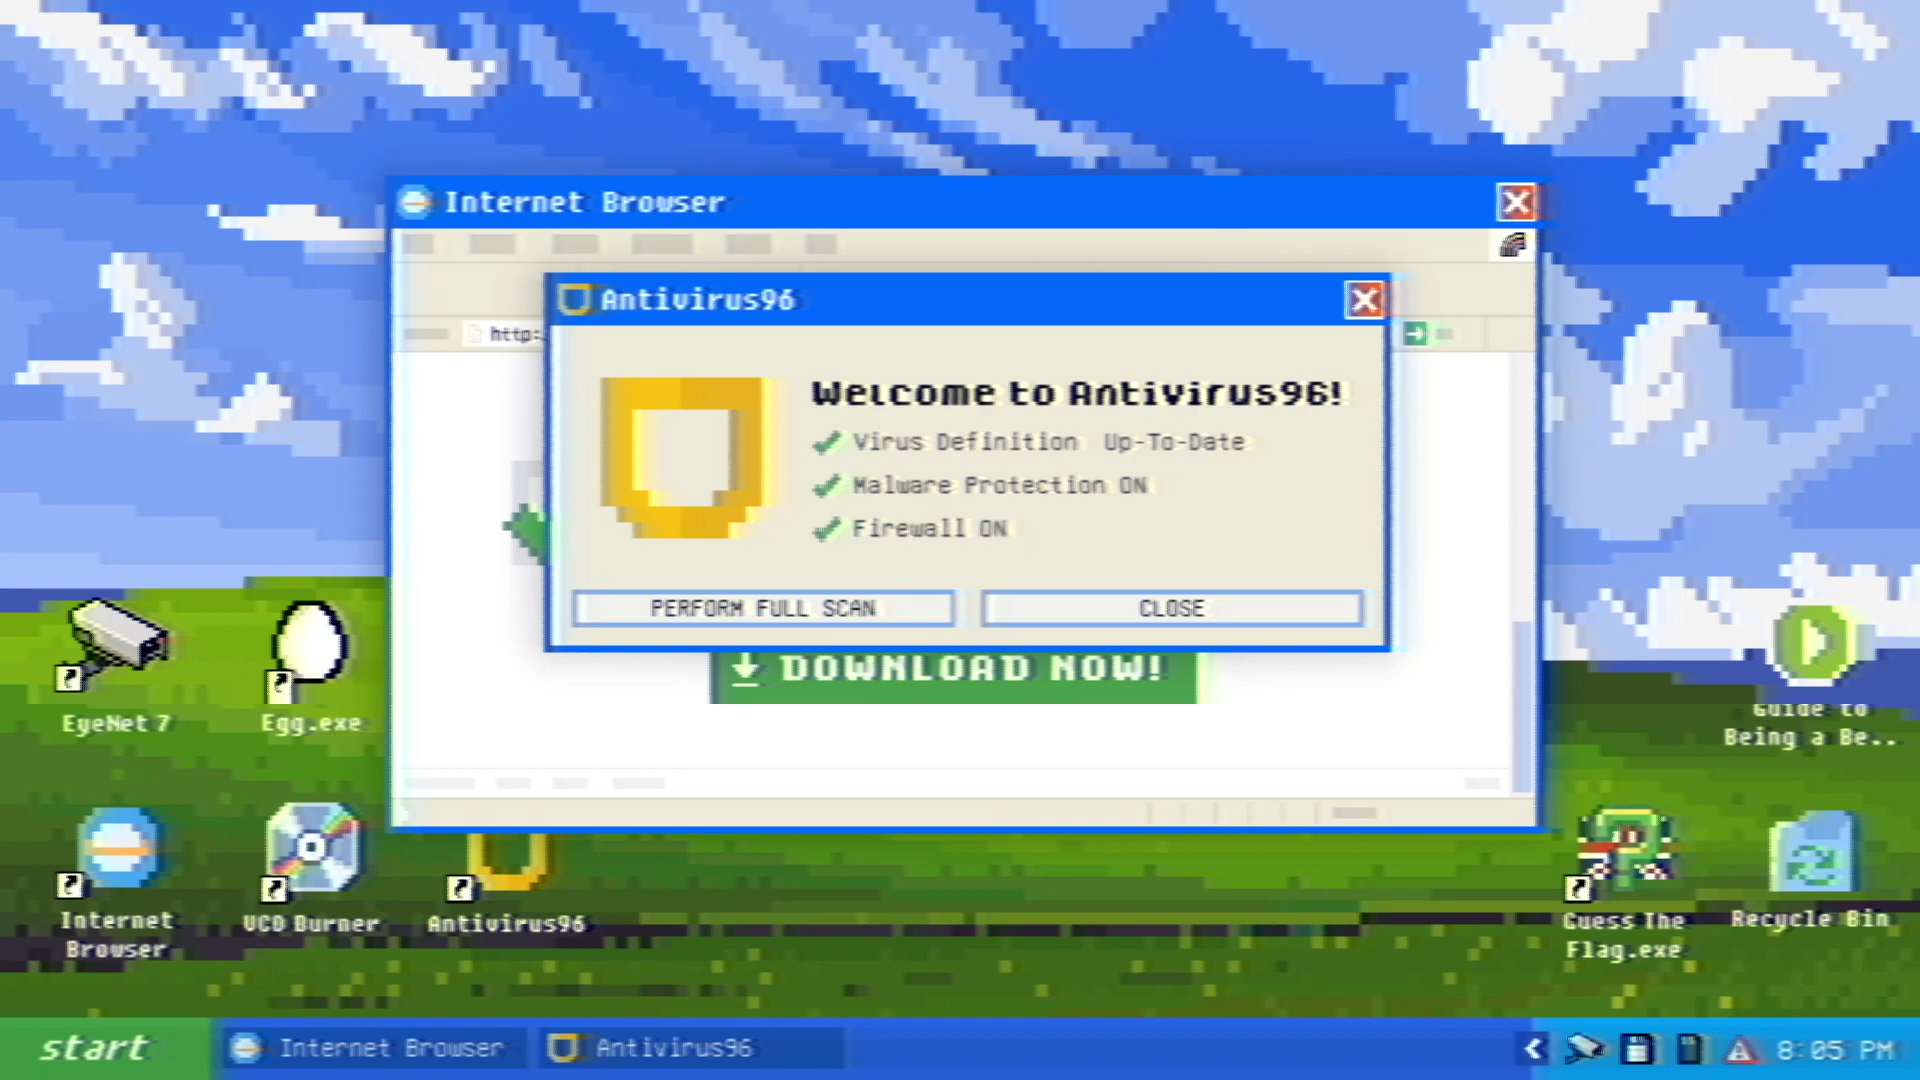 Internet Browser
Antivirus96
http:
Welcome to Antivirus96!
Virus Definition Up-To-Date
Malware Protection ON
Firewall ON
PERFORM FULL SCAN
CLOSE
DOWNLOAD NOW!
EyeNet 7
Egg.exe
Guide to
Being a Be..
Internet
Browser
VCD Burner
Antivirus96
Guess The
Flag.exe
Recycle Bin
start
Internet Browser
Antivirus96
8:05 PM